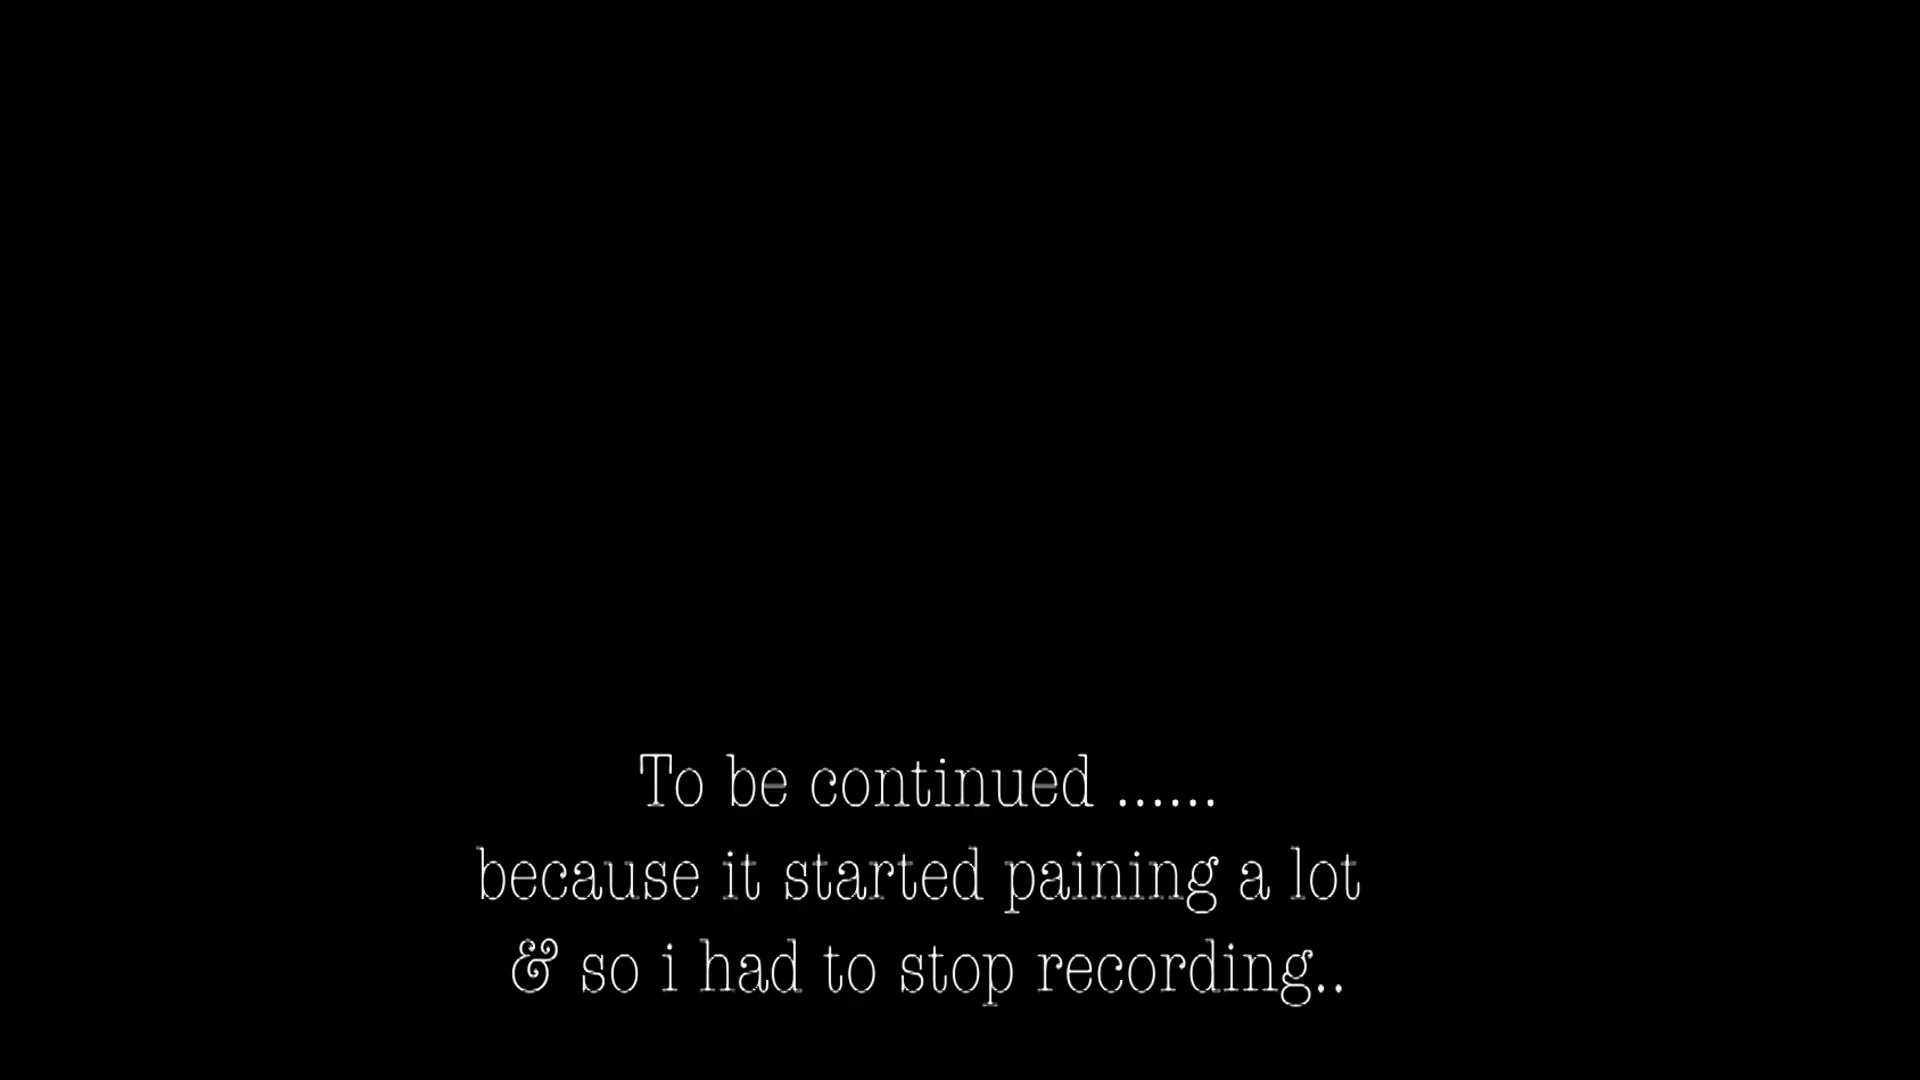 To be continued ......
because it started paining a lot
& so i had to stop recording..